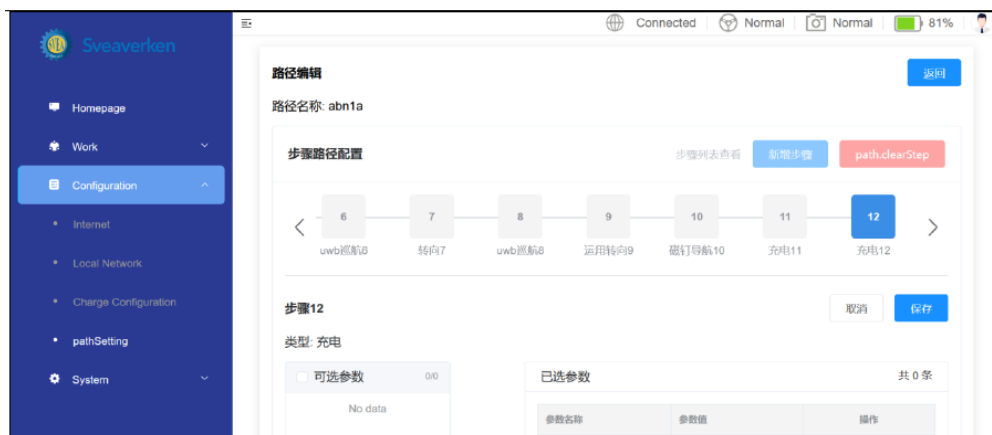 Connected Normal Normal 81%
Sveaverken
路径编辑 返回
Homepage
路径名称: abn1a
Work
步骤路径配置 步骤列表查看 新增步骤 path.clearStep
Configuration
6 7 8 9 10 11 12
Internet
uwb巡航6 转向7 uwb巡航8 运用转向9 磁钉导航10 充电11 充电12
Local Network
Charge Configuration
步骤12 取消 保存
pathSetting
类型: 充电
System
可选参数 0/0 已选参数 共 0 条
No data
参数名称 参数值 操作